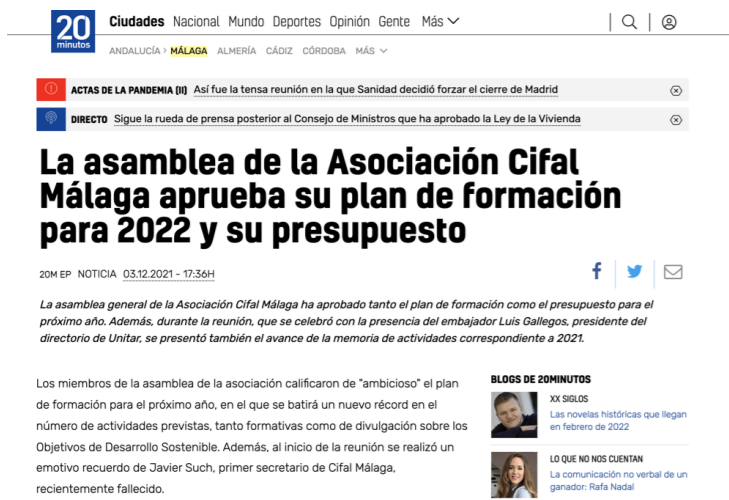 20
minutos
Ciudades Nacional Mundo Deportes Opinión Gente Más
ANDALUCÍA › MÁLAGA ALMERÍA CÁDIZ CÓRDOBA MÁS
ACTAS DE LA PANDEMIA (II) Así fue la tensa reunión en la que Sanidad decidió forzar el cierre de Madrid
DIRECTO Sigue la rueda de prensa posterior al Consejo de Ministros que ha aprobado la Ley de la Vivienda
La asamblea de la Asociación Cifal
Málaga aprueba su plan de formación
para 2022 y su presupuesto
20M EP NOTICIA 03.12.2021 - 17:36H
La asamblea general de la Asociación Cifal Málaga ha aprobado tanto el plan de formación como el presupuesto para el
próximo año. Además, durante la reunión, que se celebró con la presencia del embajador Luis Gallegos, presidente del
directorio de Unitar, se presentó también el avance de la memoria de actividades correspondiente a 2021.
Los miembros de la asamblea de la asociación calificaron de "ambicioso" el plan
de formación para el próximo año, en el que se batirá un nuevo récord en el
número de actividades previstas, tanto formativas como de divulgación sobre los
Objetivos de Desarrollo Sostenible. Además, al inicio de la reunión se realizó un
emotivo recuerdo de Javier Such, primer secretario de Cifal Málaga,
recientemente fallecido.
BLOGS DE 20MINUTOS
XX SIGLOS
Las novelas históricas que llegan
en febrero de 2022
LO QUE NO NOS CUENTAN
La comunicación no verbal de un
ganador: Rafa Nadal